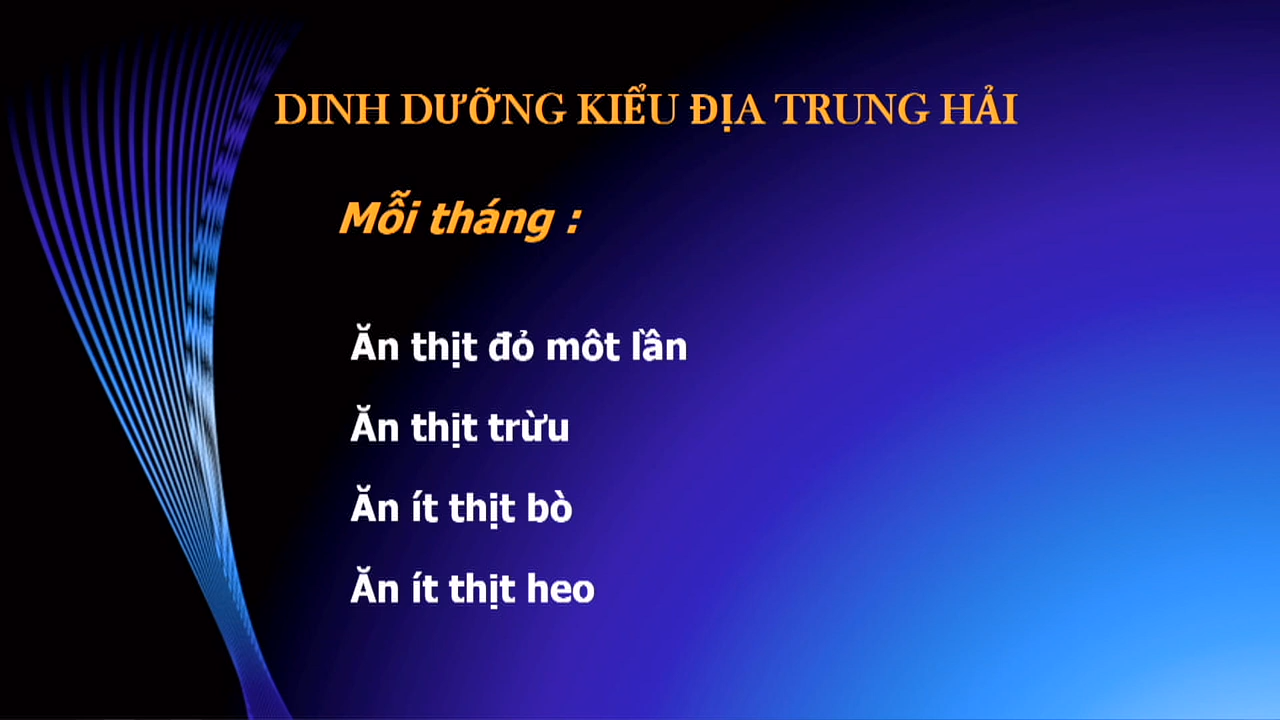 DINH DƯỠNG KIỂU ĐỊA TRUNG HẢI
Mỗi tháng :
Ăn thịt đỏ môt lần
Ăn thịt trừu
Ăn ít thịt bò
Ăn ít thịt heo